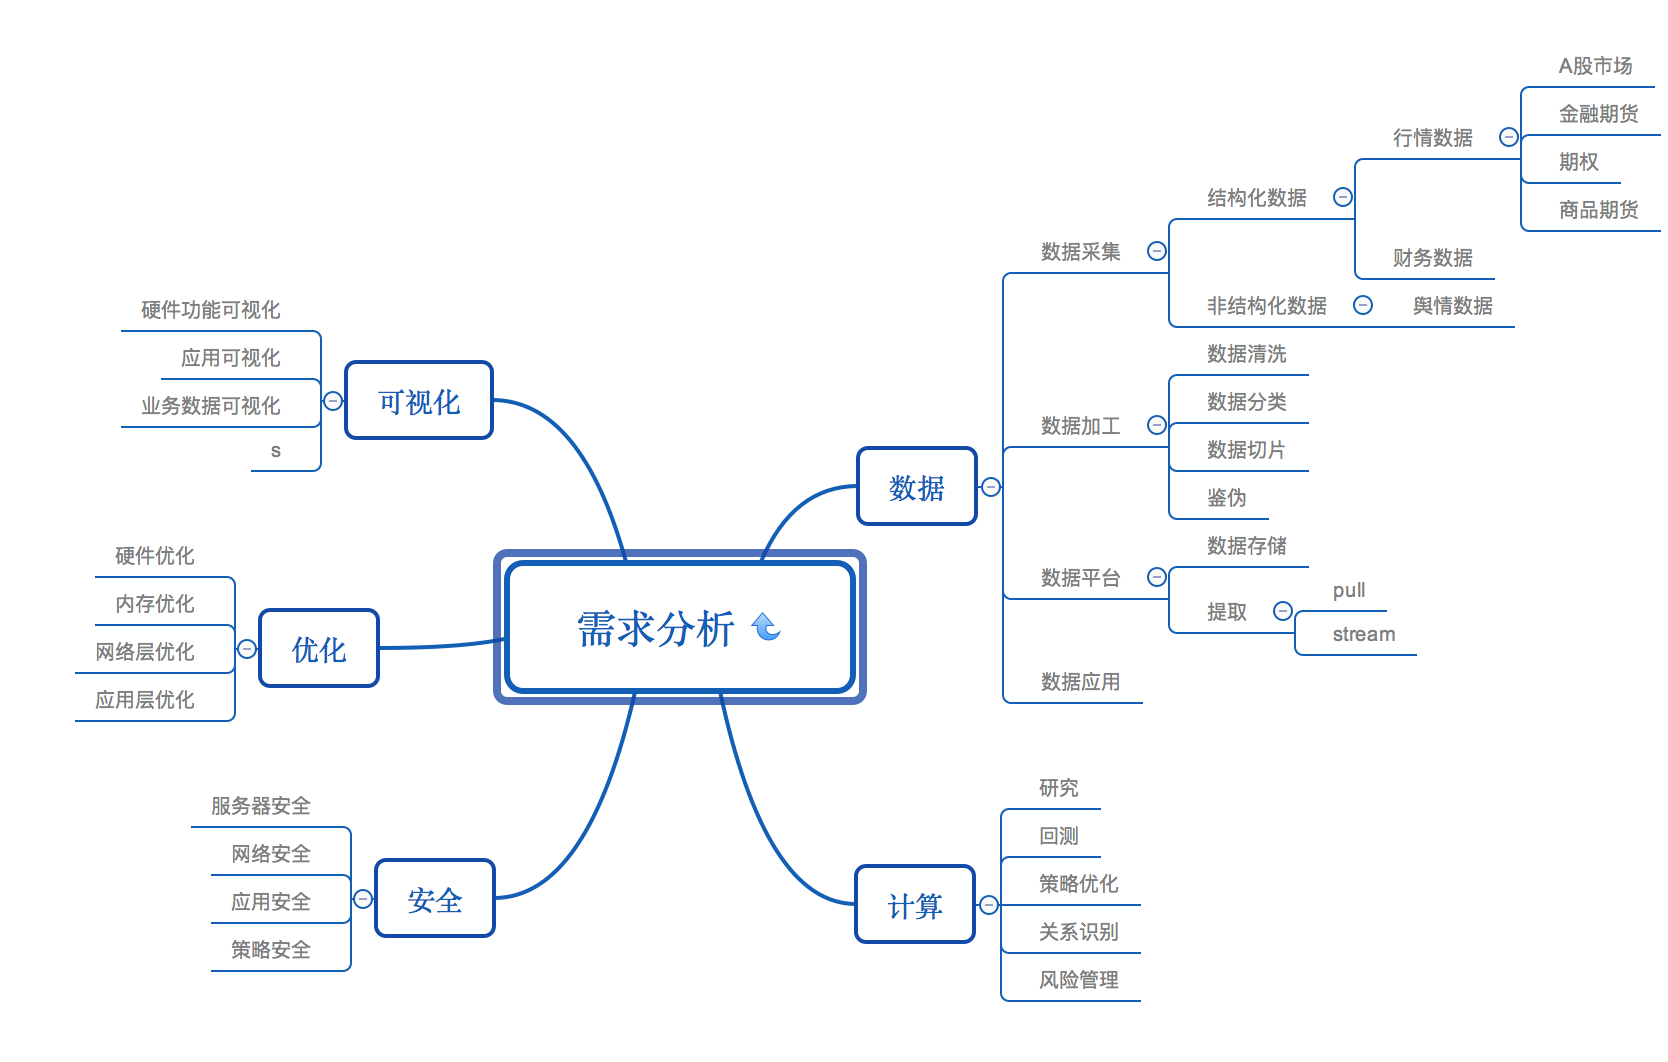 需求分析
数据
数据采集
结构化数据
行情数据
A股市场
金融期货
期权
商品期货
财务数据
非结构化数据
舆情数据
数据加工
数据清洗
数据分类
数据切片
鉴伪
数据平台
数据存储
提取
pull
stream
数据应用
计算
研究
回测
策略优化
关系识别
风险管理
可视化
硬件功能可视化
应用可视化
业务数据可视化
s
优化
硬件优化
内存优化
网络层优化
应用层优化
安全
服务器安全
网络安全
应用安全
策略安全